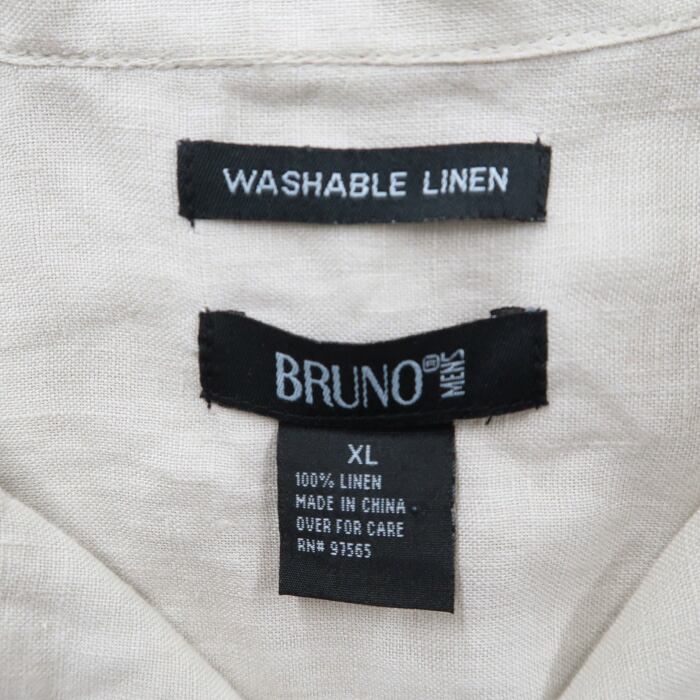 WASHABLE LINEN
BRUNO® MENS
XL
100% LINEN
MADE IN CHINA
OVER FOR CARE
RN# 97565